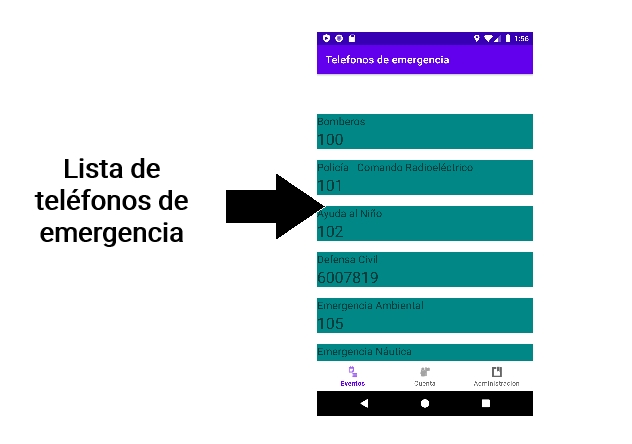 Lista de
teléfonos de
emergencia
1:56
Telefonos de emergencia
Bomberos
100
Policía Comando Radioeléctrico
101
Ayuda al Niño
102
Defensa Civil
6007819
Emergencia Ambiental
105
Emergencia Náutica
Eventos Cuenta Administracion